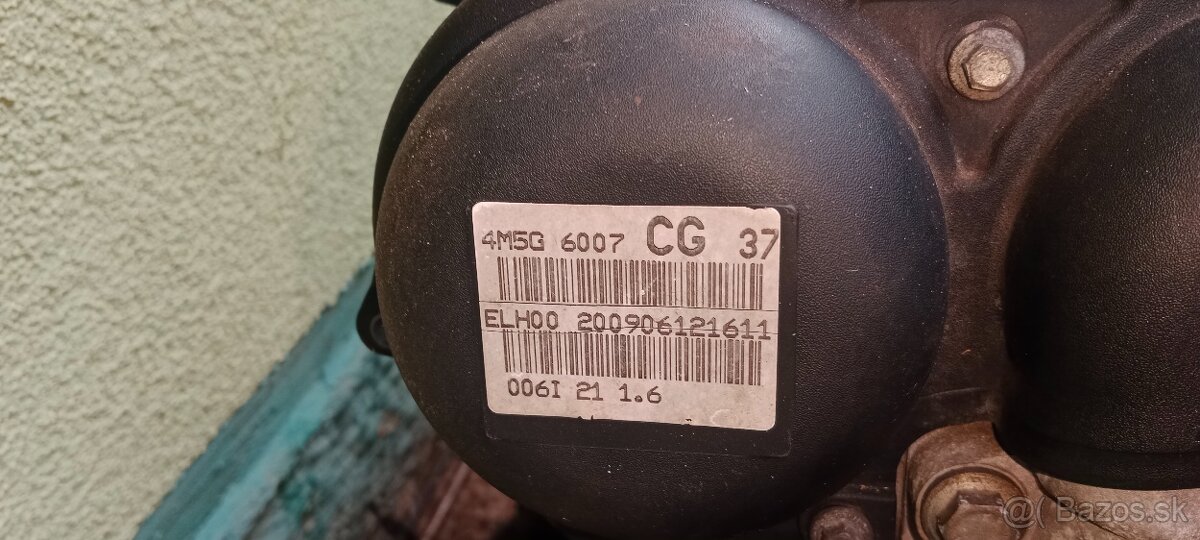 4M5G 6007 CG 37
ELH00 200906121611
006I 21 1.6
@( Bazos.sk